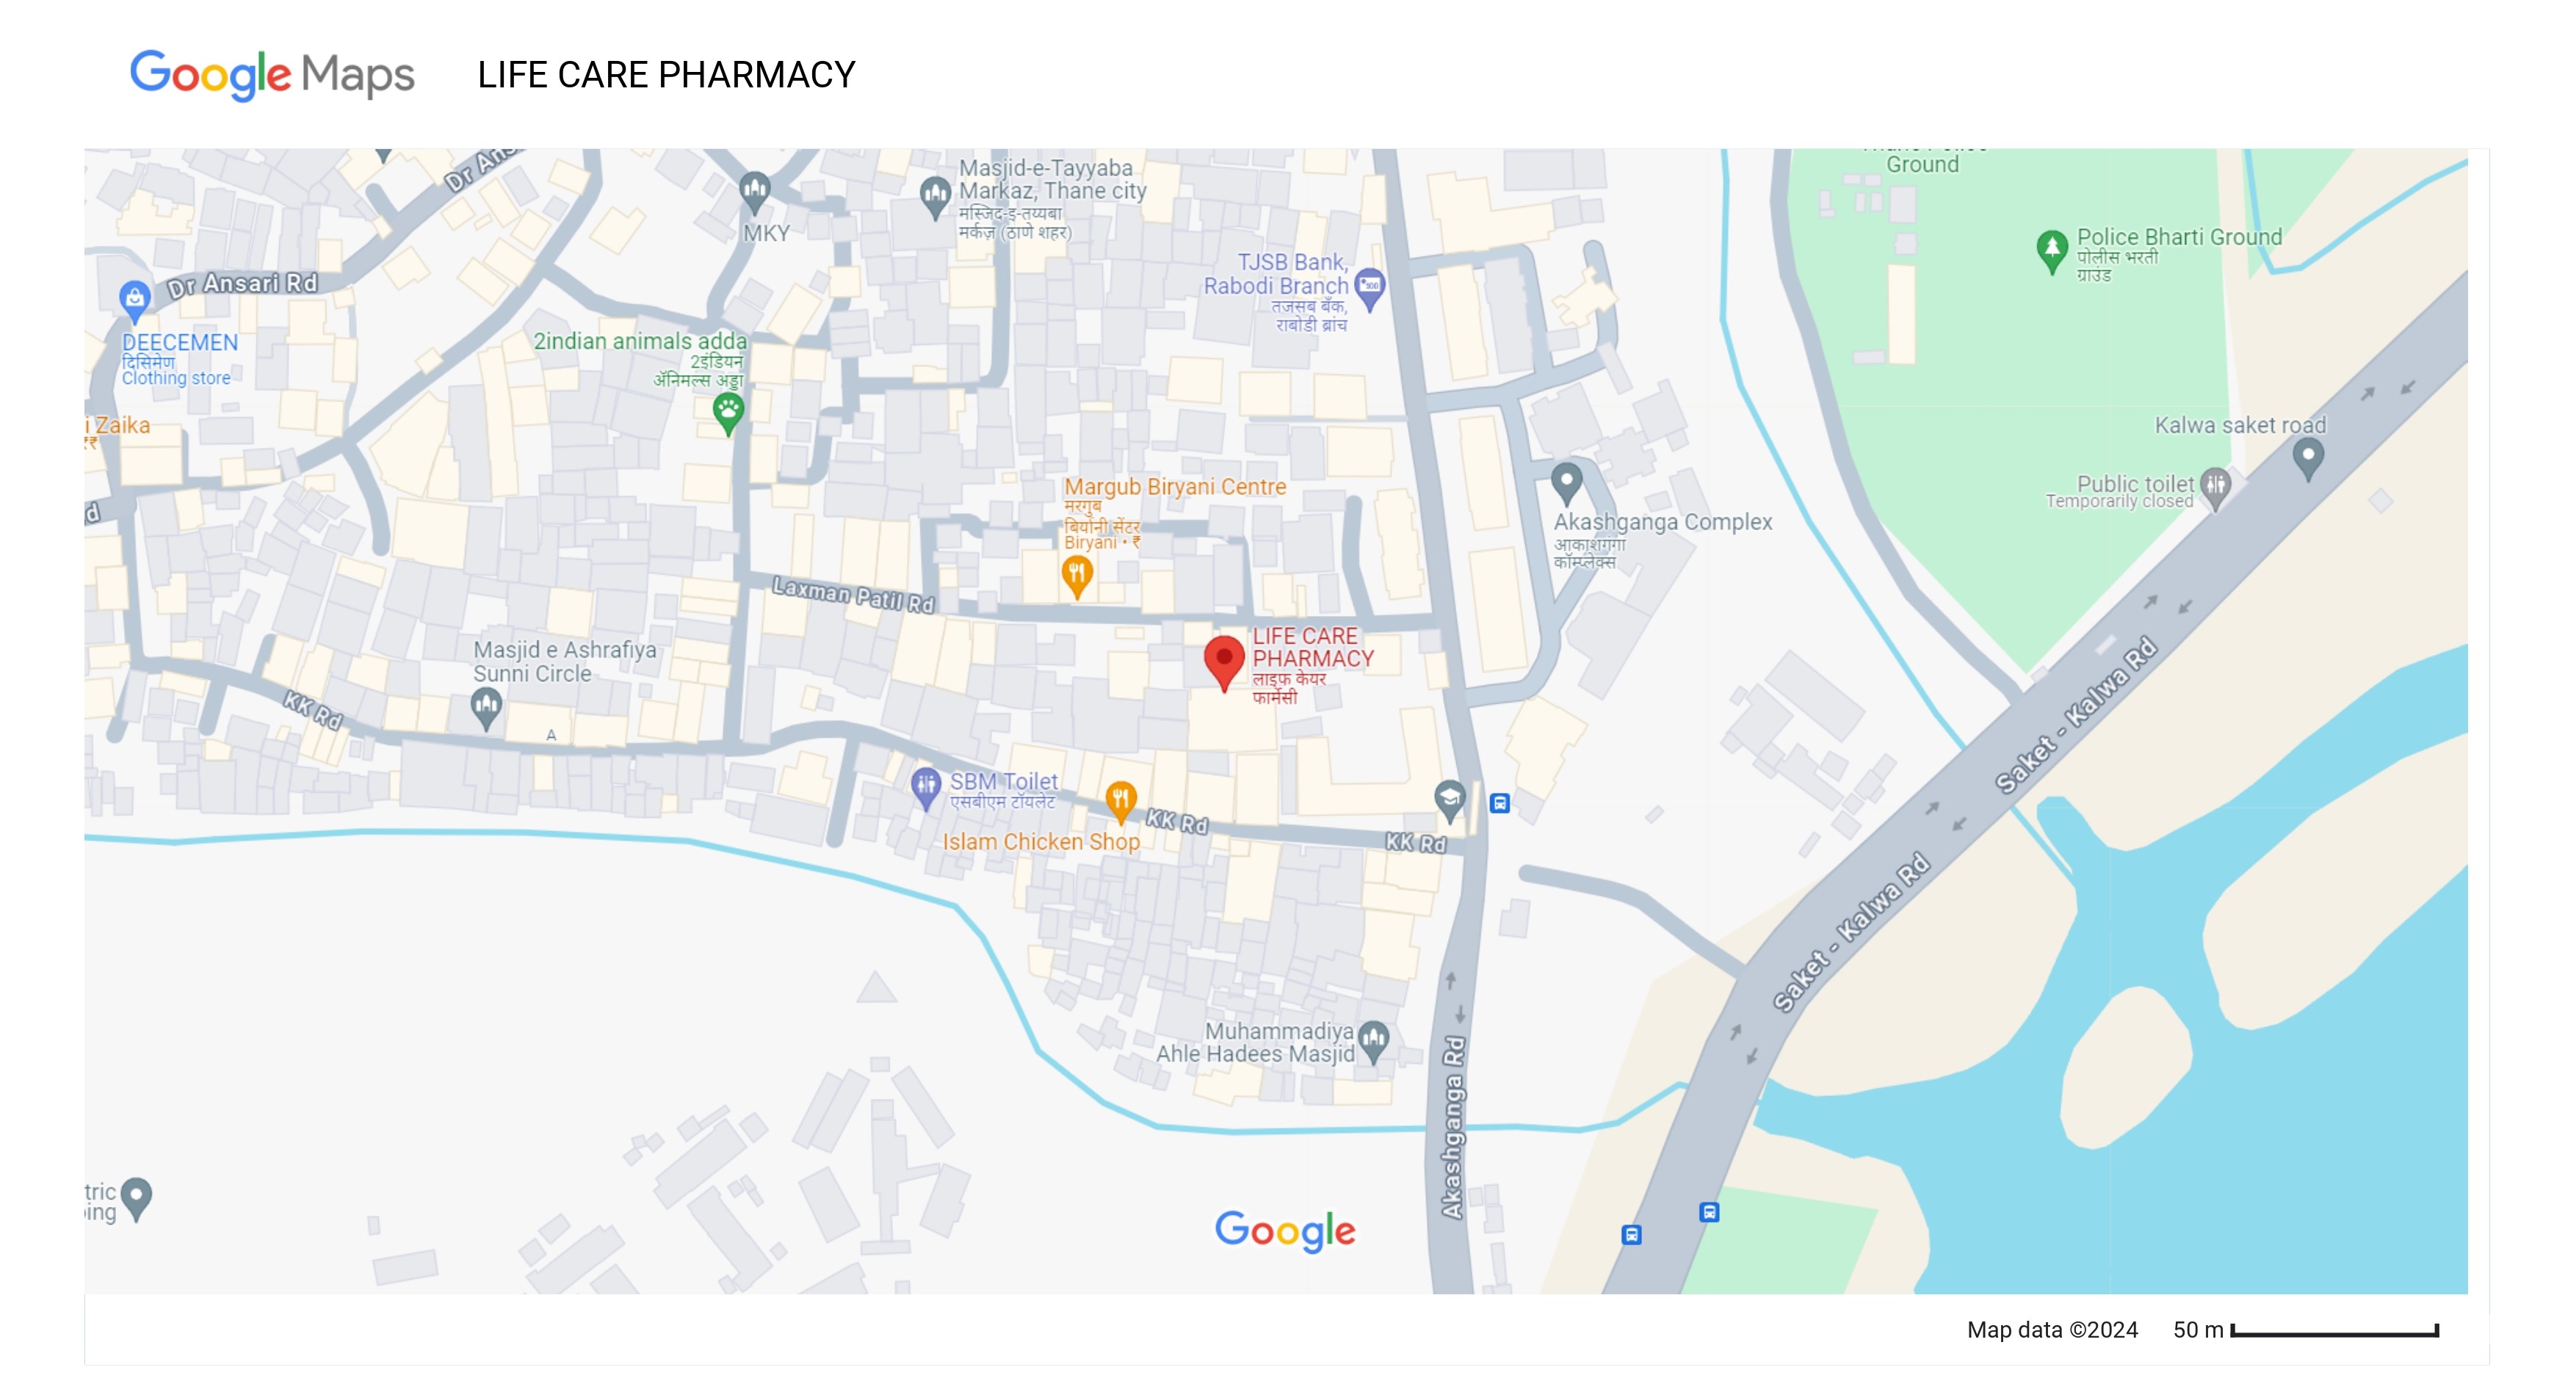 Google Maps
LIFE CARE PHARMACY
Dr Ans
Masjid-e-Tayyaba
Markaz, Thane city
मस्जिद-इ-तय्यबा
मर्कज़ (ठाणे शहर)
MKY
Ground
Police Bharti Ground
पोलीस भरती
ग्राउंड
TJSB Bank,
Rabodi Branch
तजसब बँक,
राबोडी ब्रांच
Dr Ansari Rd
DEECEMEN
दिसिमेण
Clothing store
2indian animals adda
2इंडियन
ॲनिमल्स अड्डा
i Zaika
₹₹
Kalwa saket road
Public toilet
Temporarily closed
Margub Biryani Centre
मरगुब
बिर्यानी सेंटर
Biryani • ₹
d
Akashganga Complex
आकाशगंगा
कॉम्प्लेक्स
Laxman Patil Rd
LIFE CARE
PHARMACY
लाइफ केयर
फार्मेसी
Masjid e Ashrafiya
Sunni Circle
KK Rd
A
Saket - Kalwa Rd
SBM Toilet
एसबीएम टॉयलेट
KK Rd
Islam Chicken Shop
KK Rd
Saket - Kalwa Rd
Muhammadiya
Ahle Hadees Masjid
Akashganga Rd
tric
ing
Google
Map data ©2024
50 m